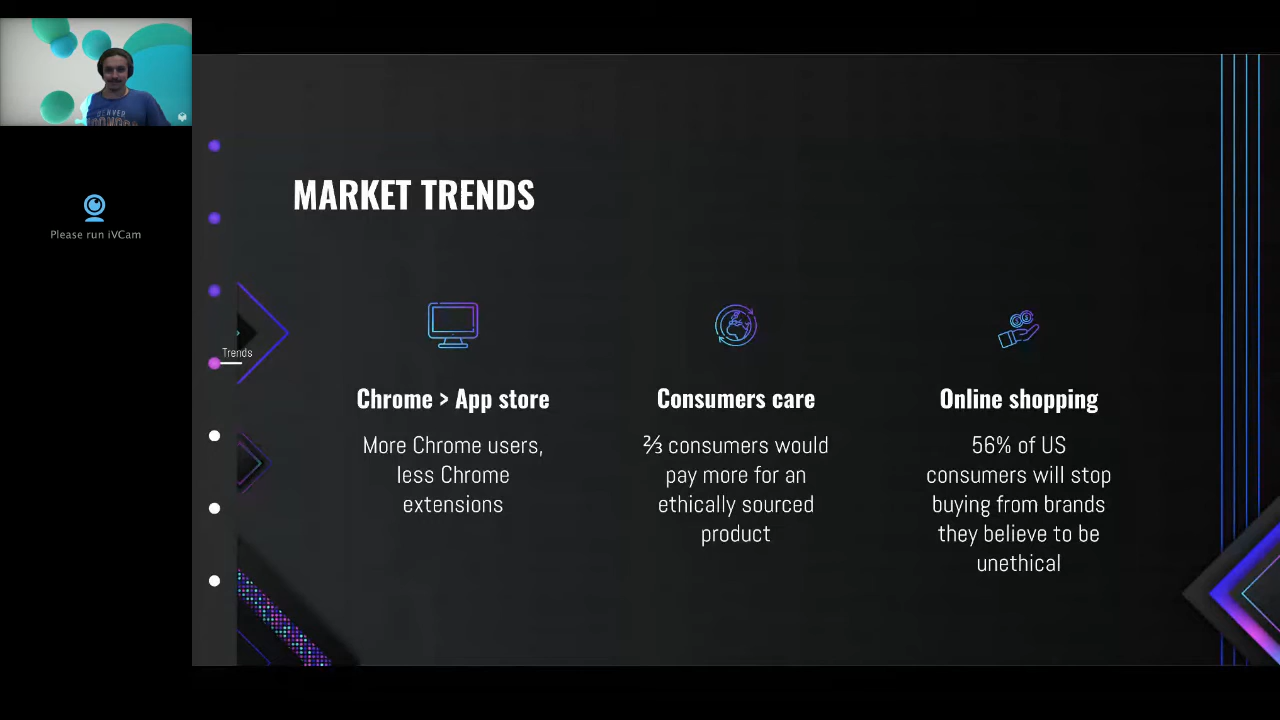 DENVER
Please run iVCam
MARKET TRENDS
Trends
Chrome > App store
More Chrome users,
less Chrome
extensions
Consumers care
⅔ consumers would
pay more for an
ethically sourced
product
Online shopping
56% of US
consumers will stop
buying from brands
they believe to be
unethical